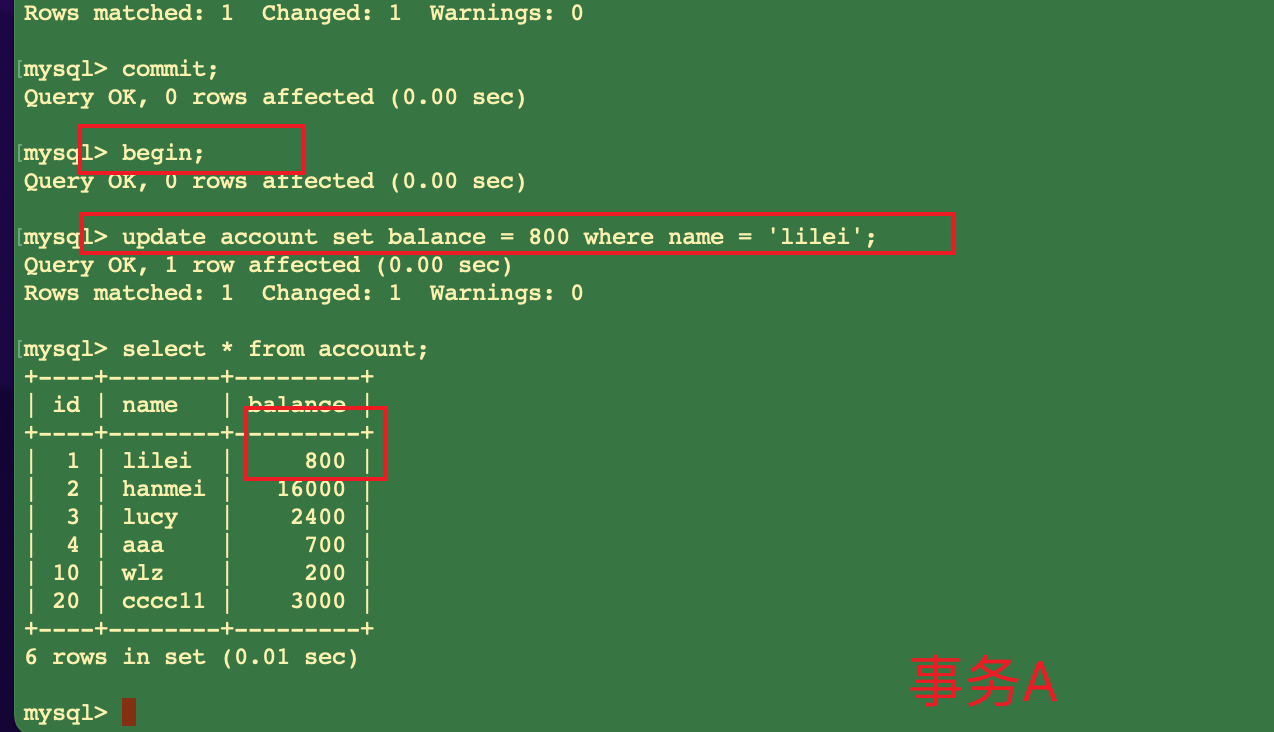 Rows matched: 1  Changed: 1  Warnings: 0
[mysql> commit;
Query OK, 0 rows affected (0.00 sec)
[mysql> begin;
Query OK, 0 rows affected (0.00 sec)
[mysql> update account set balance = 800 where name = 'lilei';
Query OK, 1 row affected (0.00 sec)
Rows matched: 1  Changed: 1  Warnings: 0
[mysql> select * from account;
+----+--------+---------+
| id | name   | balance |
+----+--------+---------+
|  1 | lilei  |     800 |
|  2 | hanmei |   16000 |
|  3 | lucy   |    2400 |
|  4 | aaa    |     700 |
| 10 | wlz    |     200 |
| 20 | cccc11 |    3000 |
+----+--------+---------+
6 rows in set (0.01 sec)
事务A
mysql>